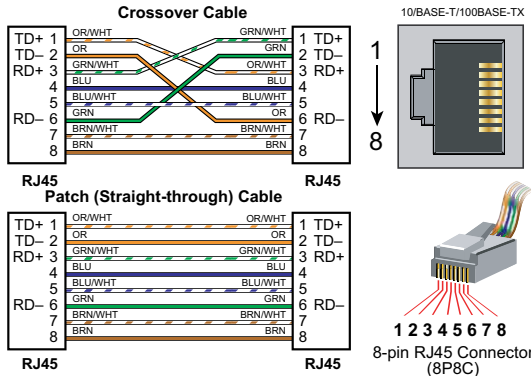 Crossover Cable
TD+ 1 OR/WHT GRN/WHT 1 TD+
TD– 2 OR GRN 2 TD–
RD+ 3 GRN/WHT OR/WHT 3 RD+
4 BLU BLU 4
5 BLU/WHT BLU/WHT 5
RD– 6 GRN OR 6 RD–
7 BRN/WHT BRN/WHT 7
8 BRN BRN 8
RJ45 RJ45
10/BASE-T/100BASE-TX
1
8
Patch (Straight-through) Cable
TD+ 1 OR/WHT OR/WHT 1 TD+
TD– 2 OR OR 2 TD–
RD+ 3 GRN/WHT GRN/WHT 3 RD+
4 BLU BLU 4
5 BLU/WHT BLU/WHT 5
RD– 6 GRN GRN 6 RD–
7 BRN/WHT BRN/WHT 7
8 BRN BRN 8
RJ45 RJ45
1 2 3 4 5 6 7 8
8-pin RJ45 Connector
(8P8C)